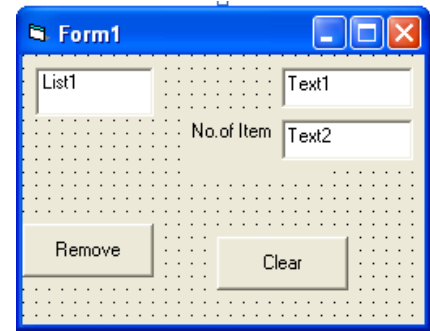 Form1
List1
Text1
No.of Item
Text2
Remove
Clear